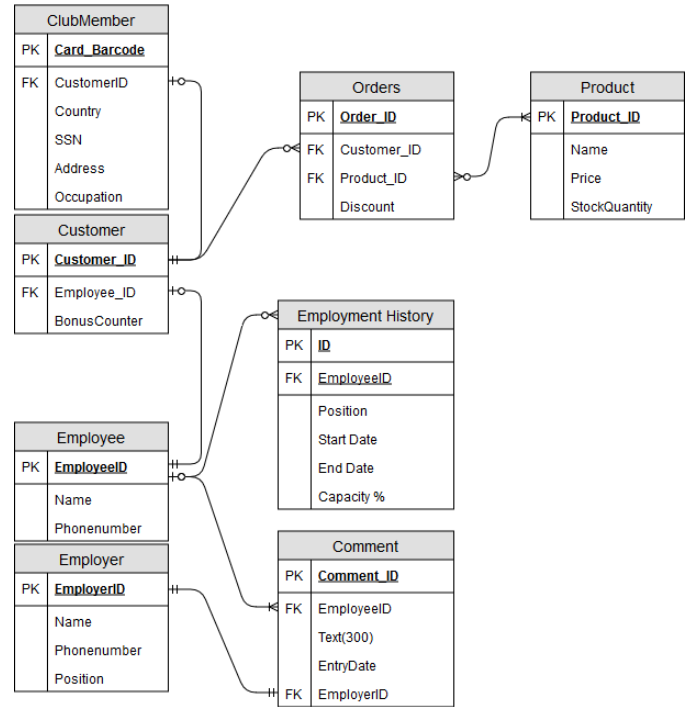 ClubMember
PK Card_Barcode
FK CustomerID
Country
SSN
Address
Occupation
Customer
PK Customer_ID
FK Employee_ID
BonusCounter
Employee
PK EmployeeID
Name
Phonenumber
Employer
PK EmployerID
Name
Phonenumber
Position
Orders
PK Order_ID
FK Customer_ID
FK Product_ID
Discount
Employment History
PK ID
FK EmployeeID
Position
Start Date
End Date
Capacity %
Comment
PK Comment_ID
FK EmployeeID
Text(300)
EntryDate
FK EmployerID
Product
PK Product_ID
Name
Price
StockQuantity